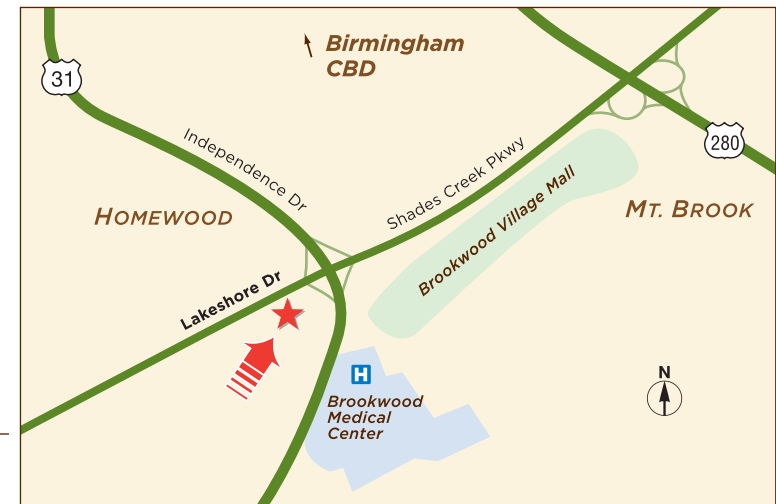 Birmingham
CBD
31
280
Independence Dr
Shades Creek Pkwy
HOMEWOOD
MT. BROOK
Brookwood Village Mall
Lakeshore Dr
N
H
Brookwood
Medical
Center